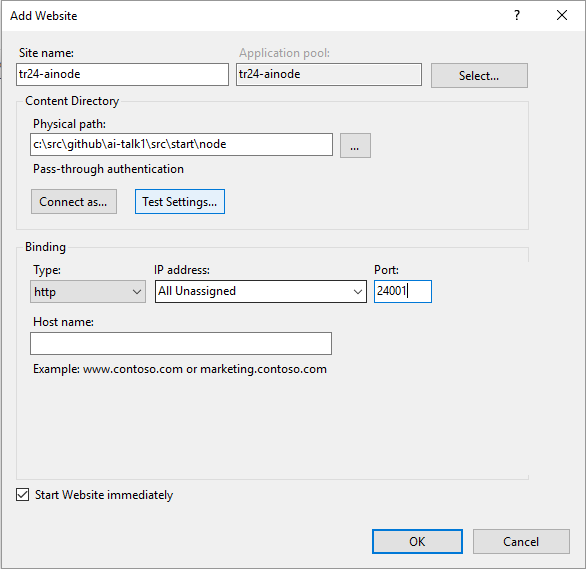 Add Website
?
Site name:
Application pool:
tr24-ainode
tr24-ainode
Select...
Content Directory
Physical path:
c:\src\github\ai-talk1\src\start\node
...
Pass-through authentication
Connect as...
Test Settings...
Binding
Type:
IP address:
Port:
http
All Unassigned
24001
Host name:
Example: www.contoso.com or marketing.contoso.com
Start Website immediately
OK
Cancel